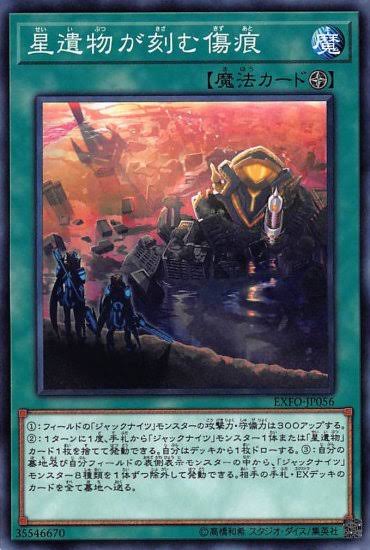 星遺物が刻む傷痕
魔
【魔法カード】
EXFO-JP056
①:フィールドの「ジャックナイツ」モンスターの攻撃力・守備力は300アップする。
②:1ターンに1度、手札から「ジャックナイツ」モンスター1体または「星遺物」
カード1枚を捨てて発動できる。自分はデッキから1枚ドローする。③:自分の
墓地及び自分フィールドの表側表示モンスターの中から、「ジャックナイツ」
モンスター8種類を1体ずつ除外して発動できる。相手の手札・EXデッキの
カードを全て墓地へ送る。
35546670
©高橋和希 スタジオ・ダイス/集英社